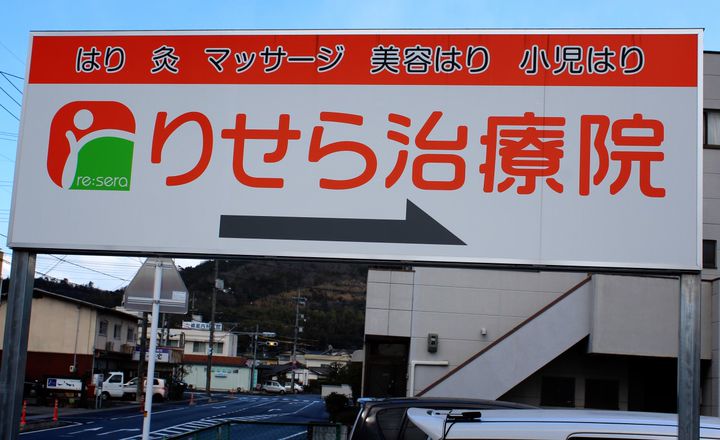 はり 灸 マッサージ 美容はり 小児はり
re:sera
りせら治療院